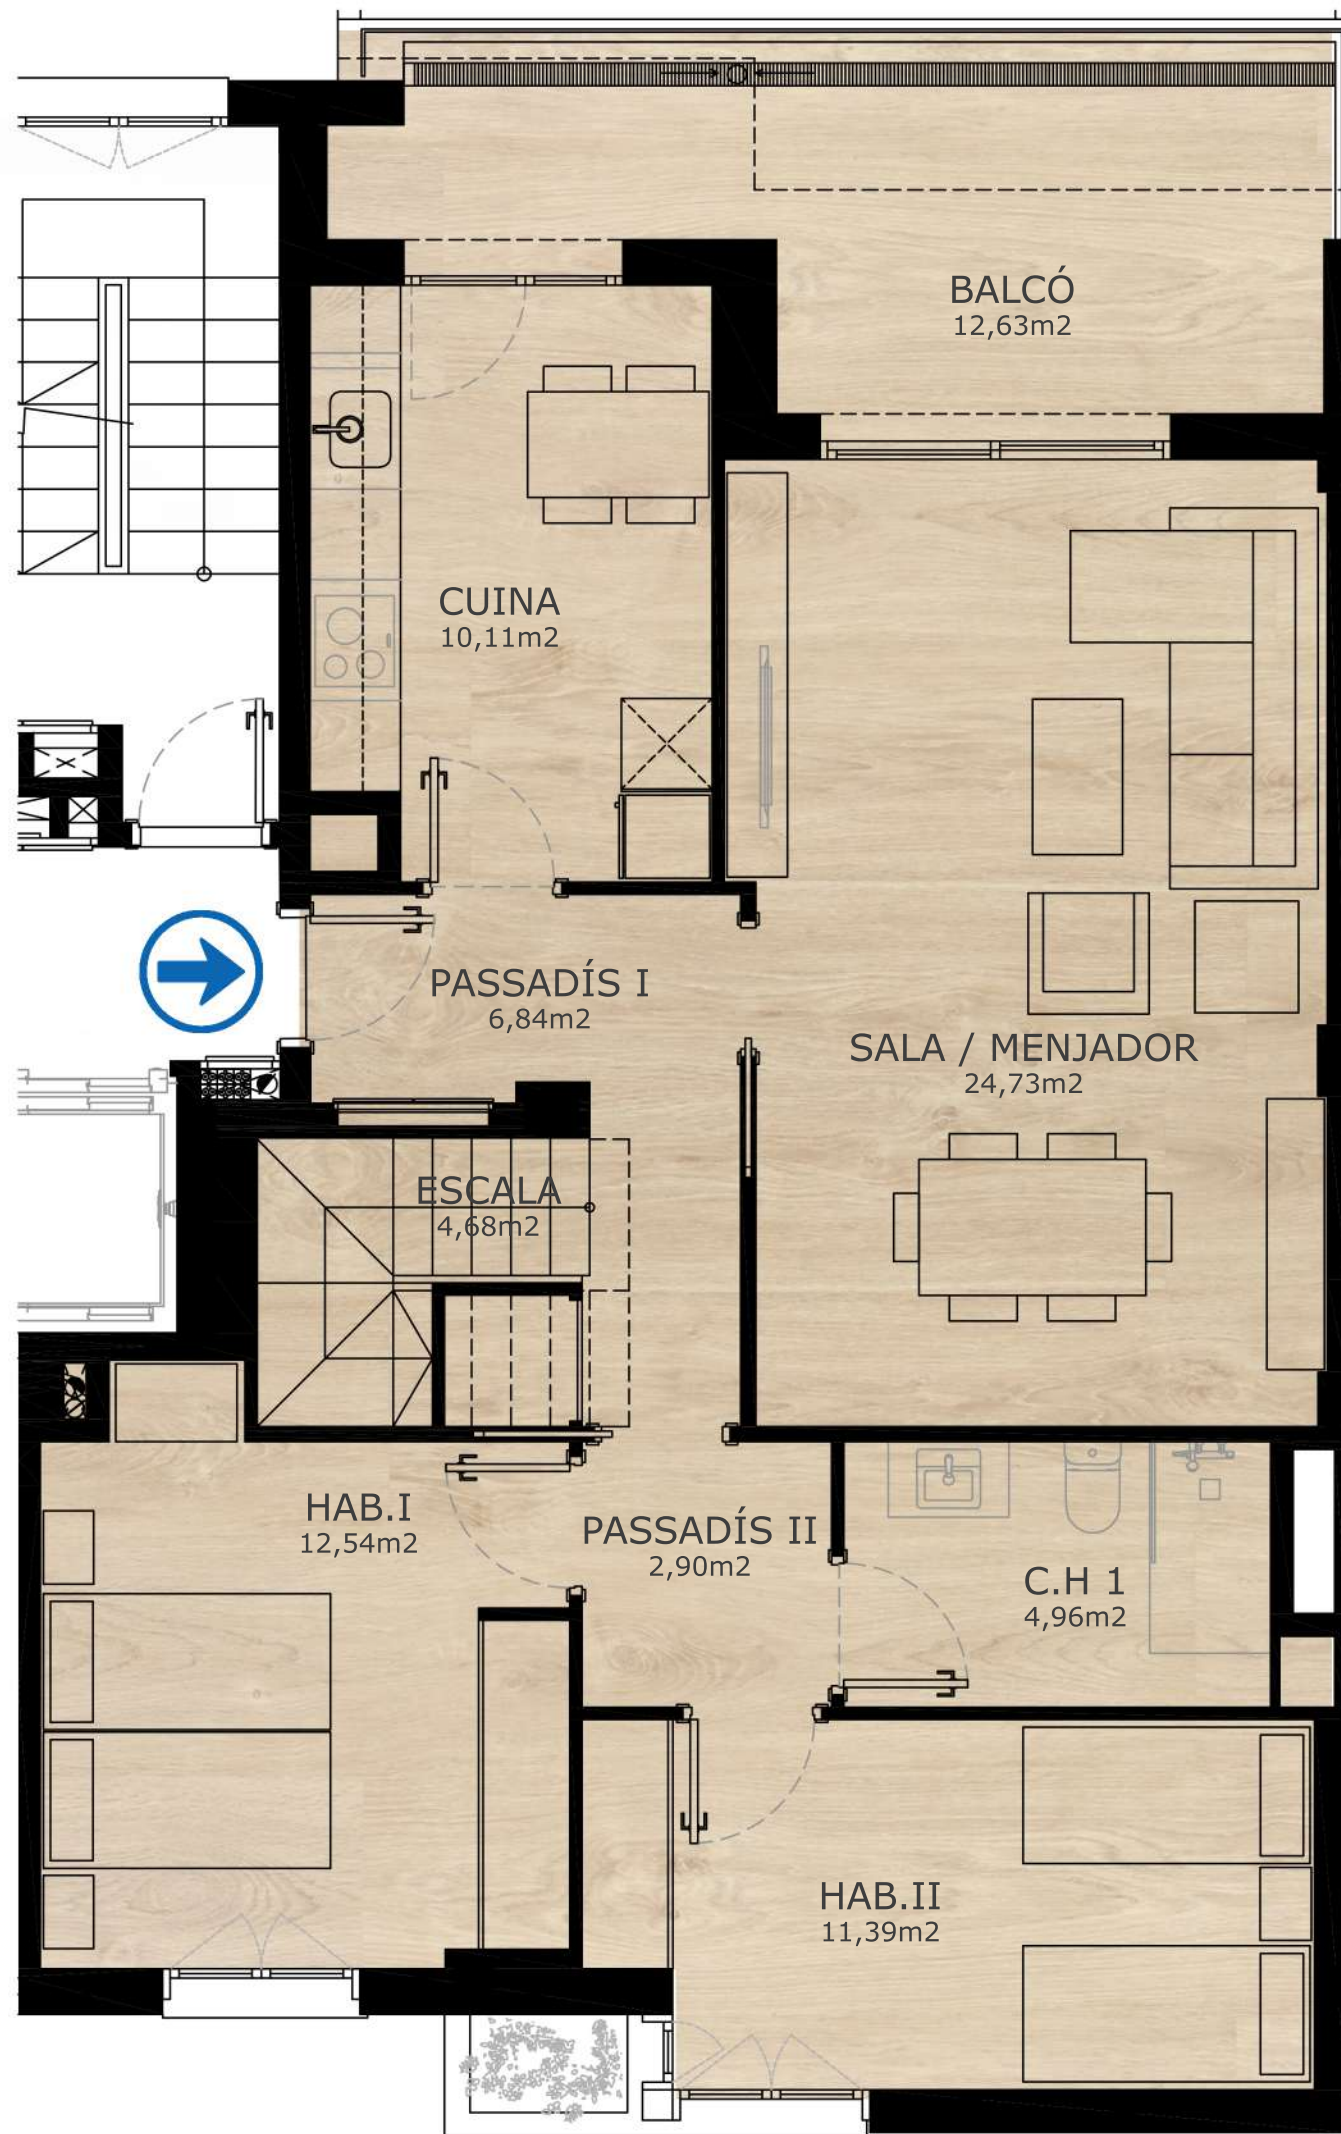 BALCÓ
12,63m2
CUINA
10,11m2
PASSADÍS I
6,84m2
SALA / MENJADOR
24,73m2
ESCALA
4,68m2
HAB.I
12,54m2
PASSADÍS II
2,90m2
C.H 1
4,96m2
HAB.II
11,39m2